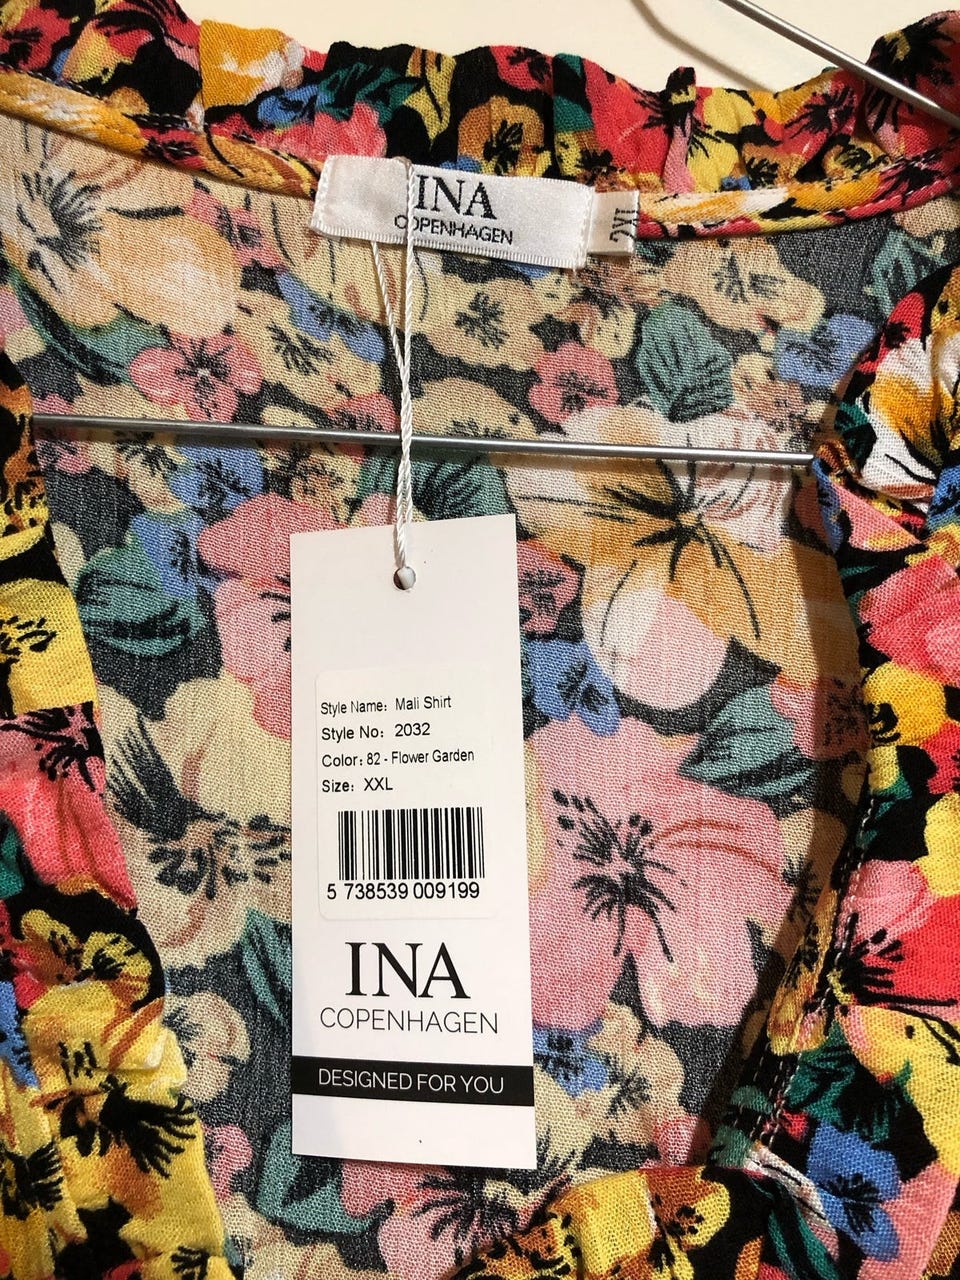 INA
COPENHAGEN
2XL
Style Name: Mali Shirt
Style No: 2032
Color: 82 - Flower Garden
Size: XXL
5 738539 009199
INA
COPENHAGEN
DESIGNED FOR YOU